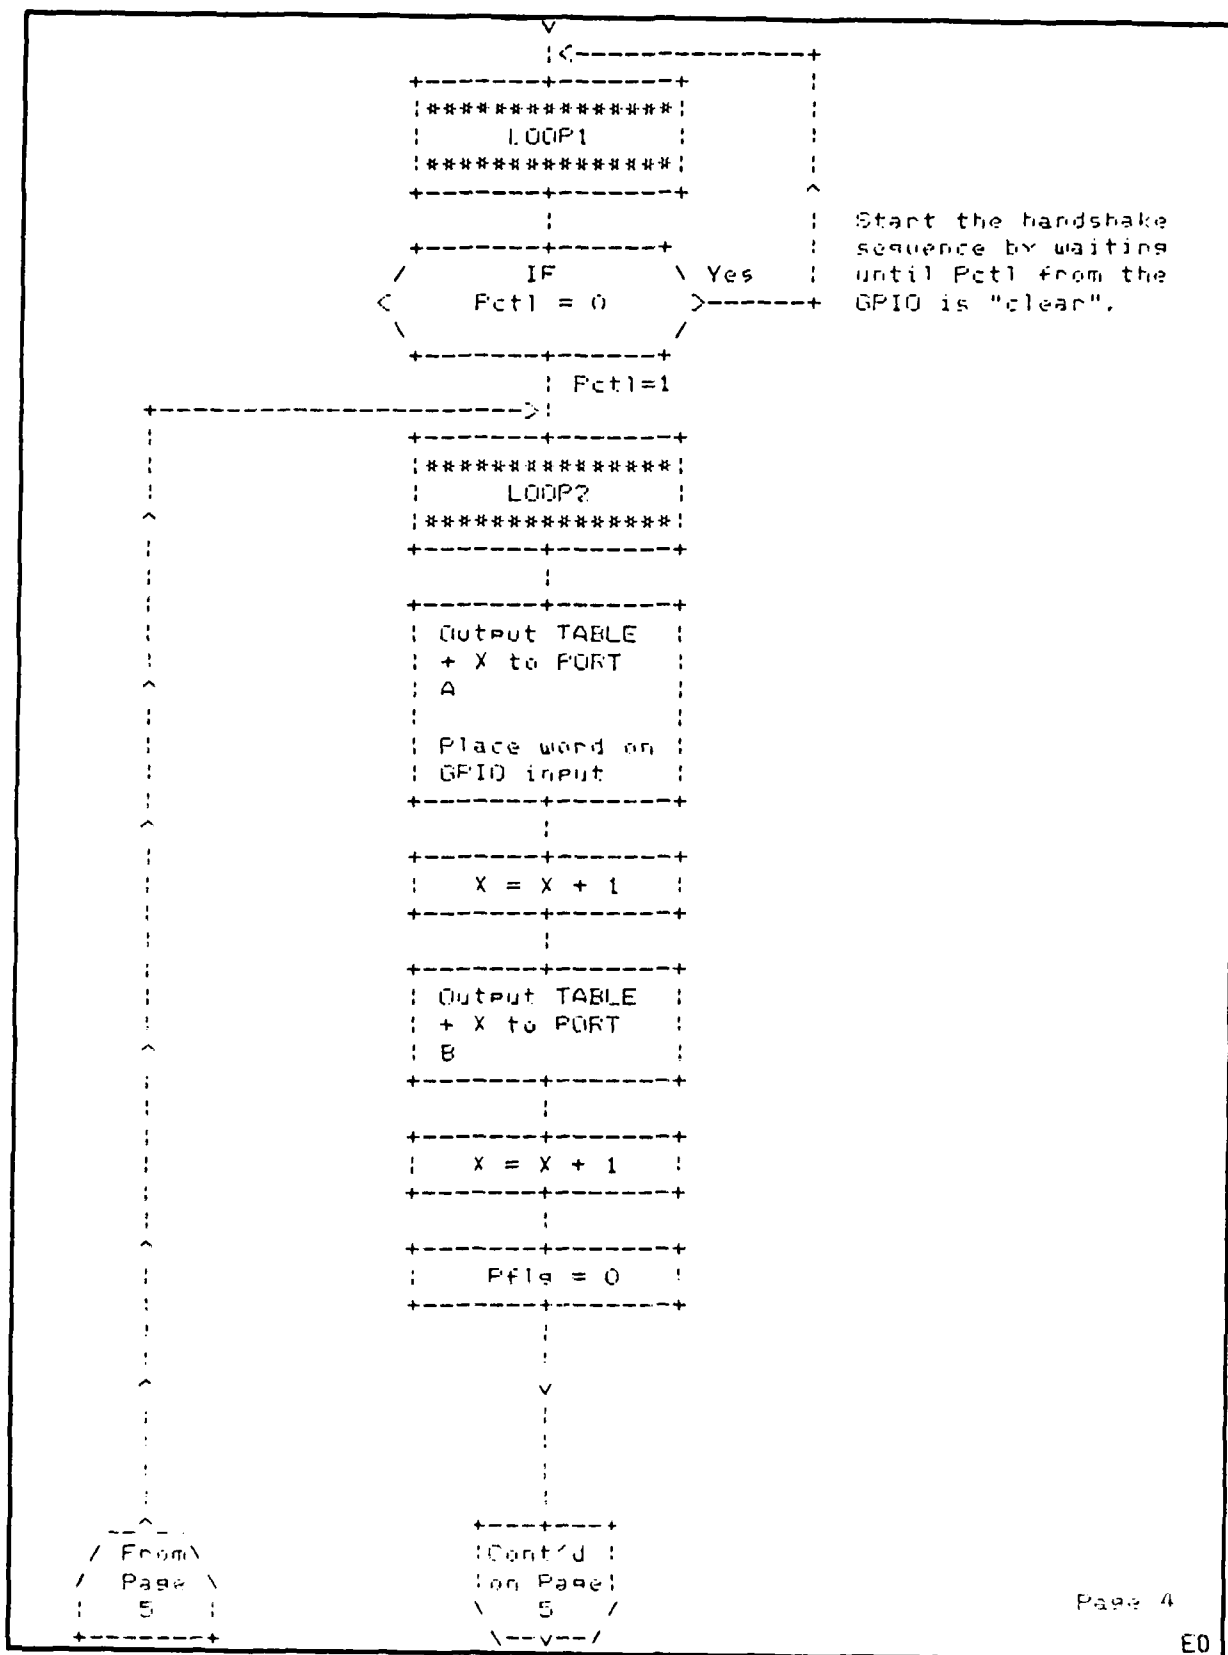 ***************
LOOP1
***************
IF
Pctl = 0
Yes
Start the handshake
sequence by waiting
until Pctl from the
GPIO is "clear".
Pctl=1
***************
LOOP2
***************
Output TABLE
+ X to PORT
A
Place word on
GPIO input
X = X + 1
Output TABLE
+ X to PORT
B
X = X + 1
Pflg = 0
From
Page
5
Cont'd
on Page
5
Page 4
E0